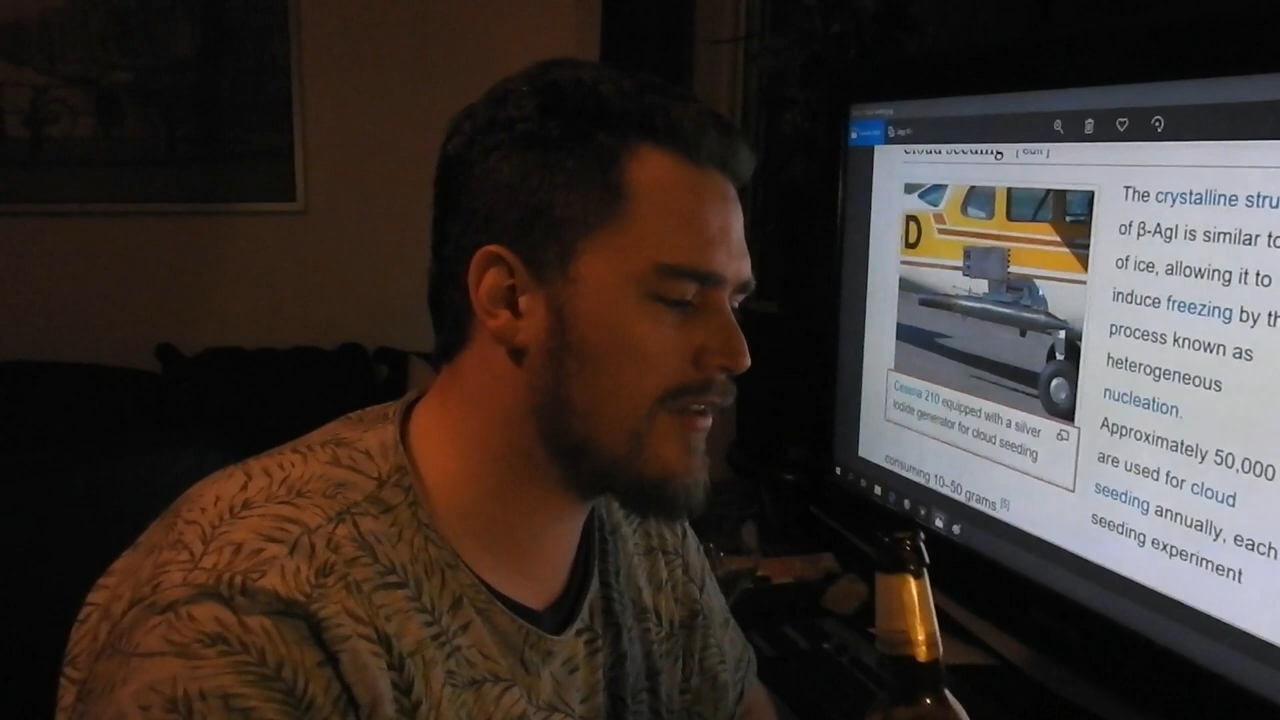 cloud seeding [edit]
D
Cessna 210 equipped with a silver
iodide generator for cloud seeding
consuming 10–50 grams.[5]
The crystalline stru
of β-AgI is similar to
of ice, allowing it to
induce freezing by th
process known as
heterogeneous
nucleation.
Approximately 50,000
are used for cloud
seeding annually, each
seeding experiment